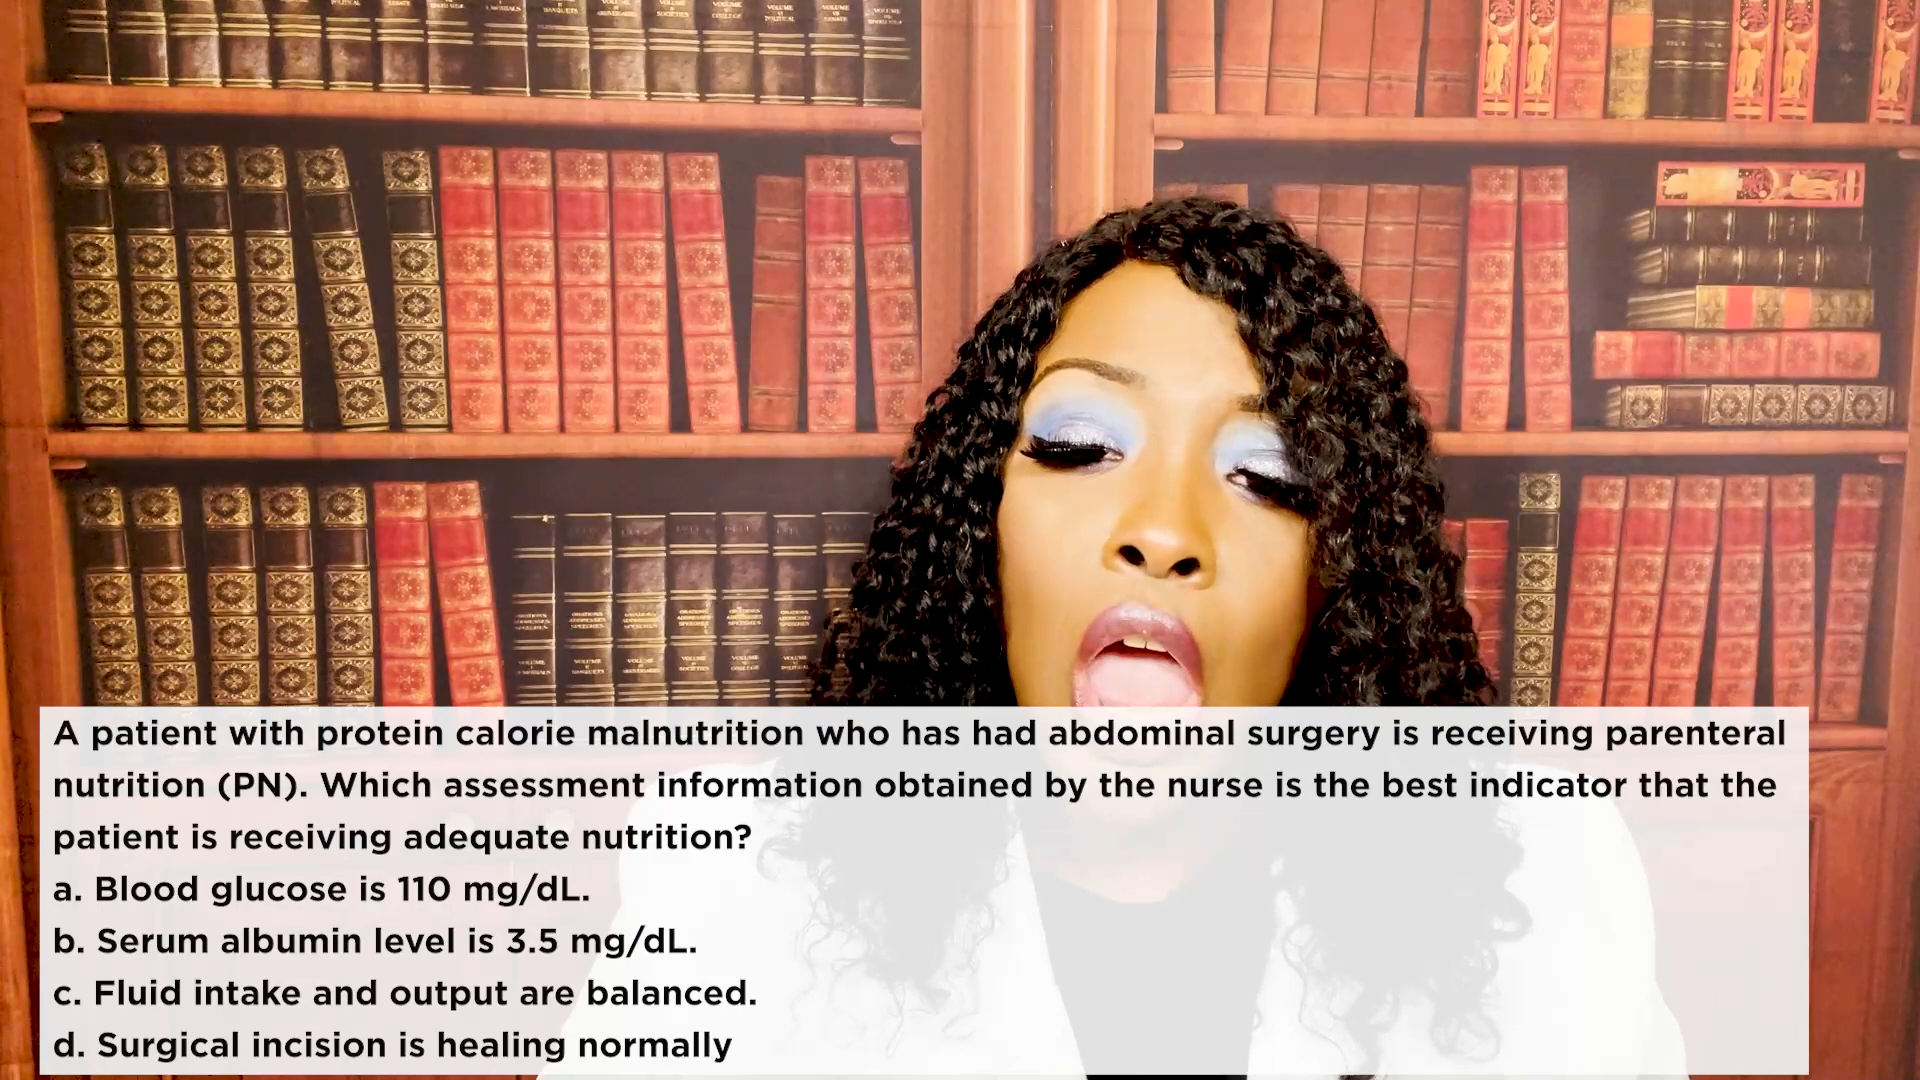 A patient with protein calorie malnutrition who has had abdominal surgery is receiving parenteral
nutrition (PN). Which assessment information obtained by the nurse is the best indicator that the
patient is receiving adequate nutrition?
a. Blood glucose is 110 mg/dL.
b. Serum albumin level is 3.5 mg/dL.
c. Fluid intake and output are balanced.
d. Surgical incision is healing normally